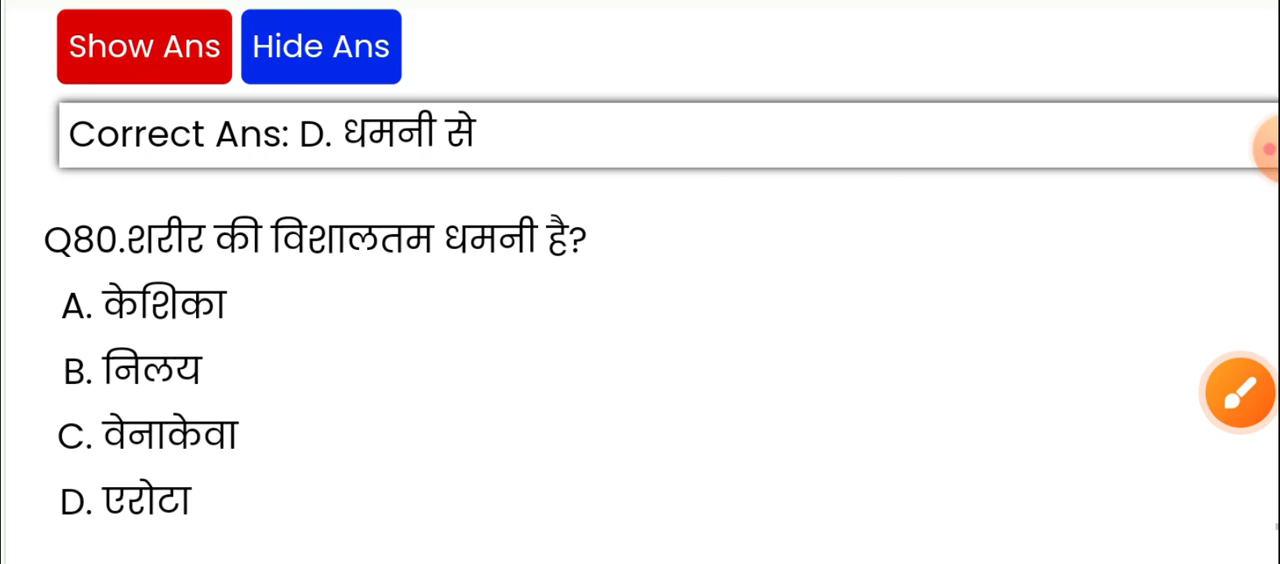 Show Ans Hide Ans
Correct Ans: D. धमनी से
Q80.शरीर की विशालतम धमनी है?
A. केशिका
B. निलय
C. वेनाकेवा
D. एरोटा